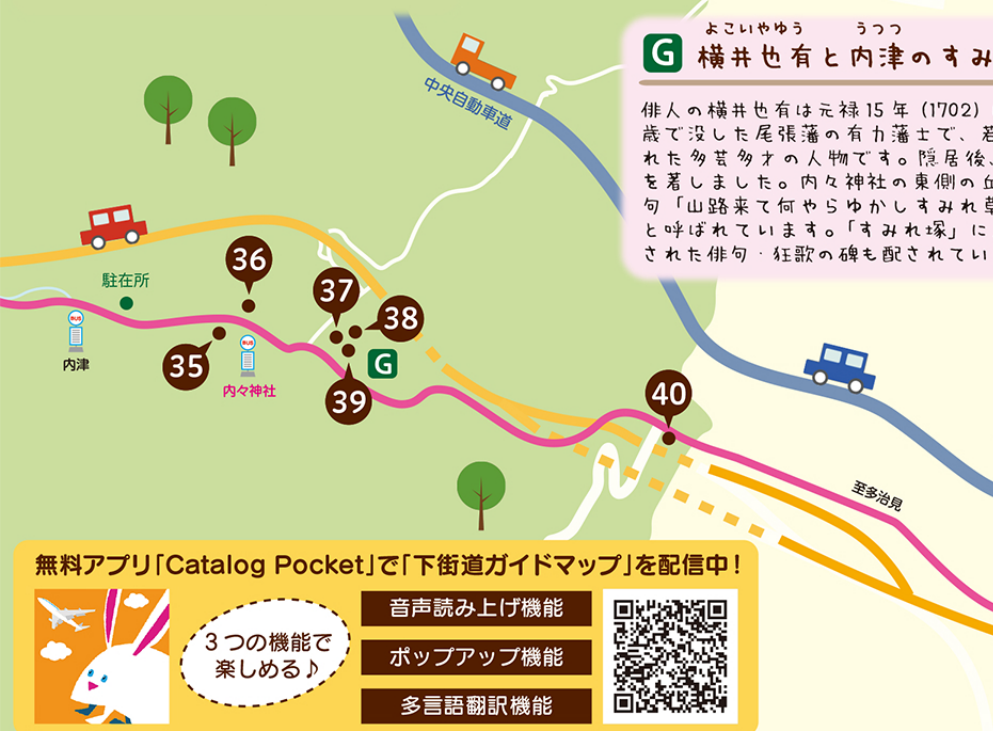 よこいやゆう うつつ
G 横井也有と内津のすみ
俳人の横井也有は元禄15年(1702)
歳で没した尾張藩の有力藩士で、若
れた多芸多才の人物です。隠居後、
を著しました。内々神社の東側の丘
句「山路来て何やらゆかしすみれ草
と呼ばれています。「すみれ塚」に
された俳句・狂歌の碑も配されてい
中央自動車道
36
駐在所
37
38
BUS
内津
35
BUS
内々神社
G
39
40
至多治見
無料アプリ「Catalog Pocket」で「下街道ガイドマップ」を配信中!
3つの機能で
楽しめる♪
音声読み上げ機能
ポップアップ機能
多言語翻訳機能